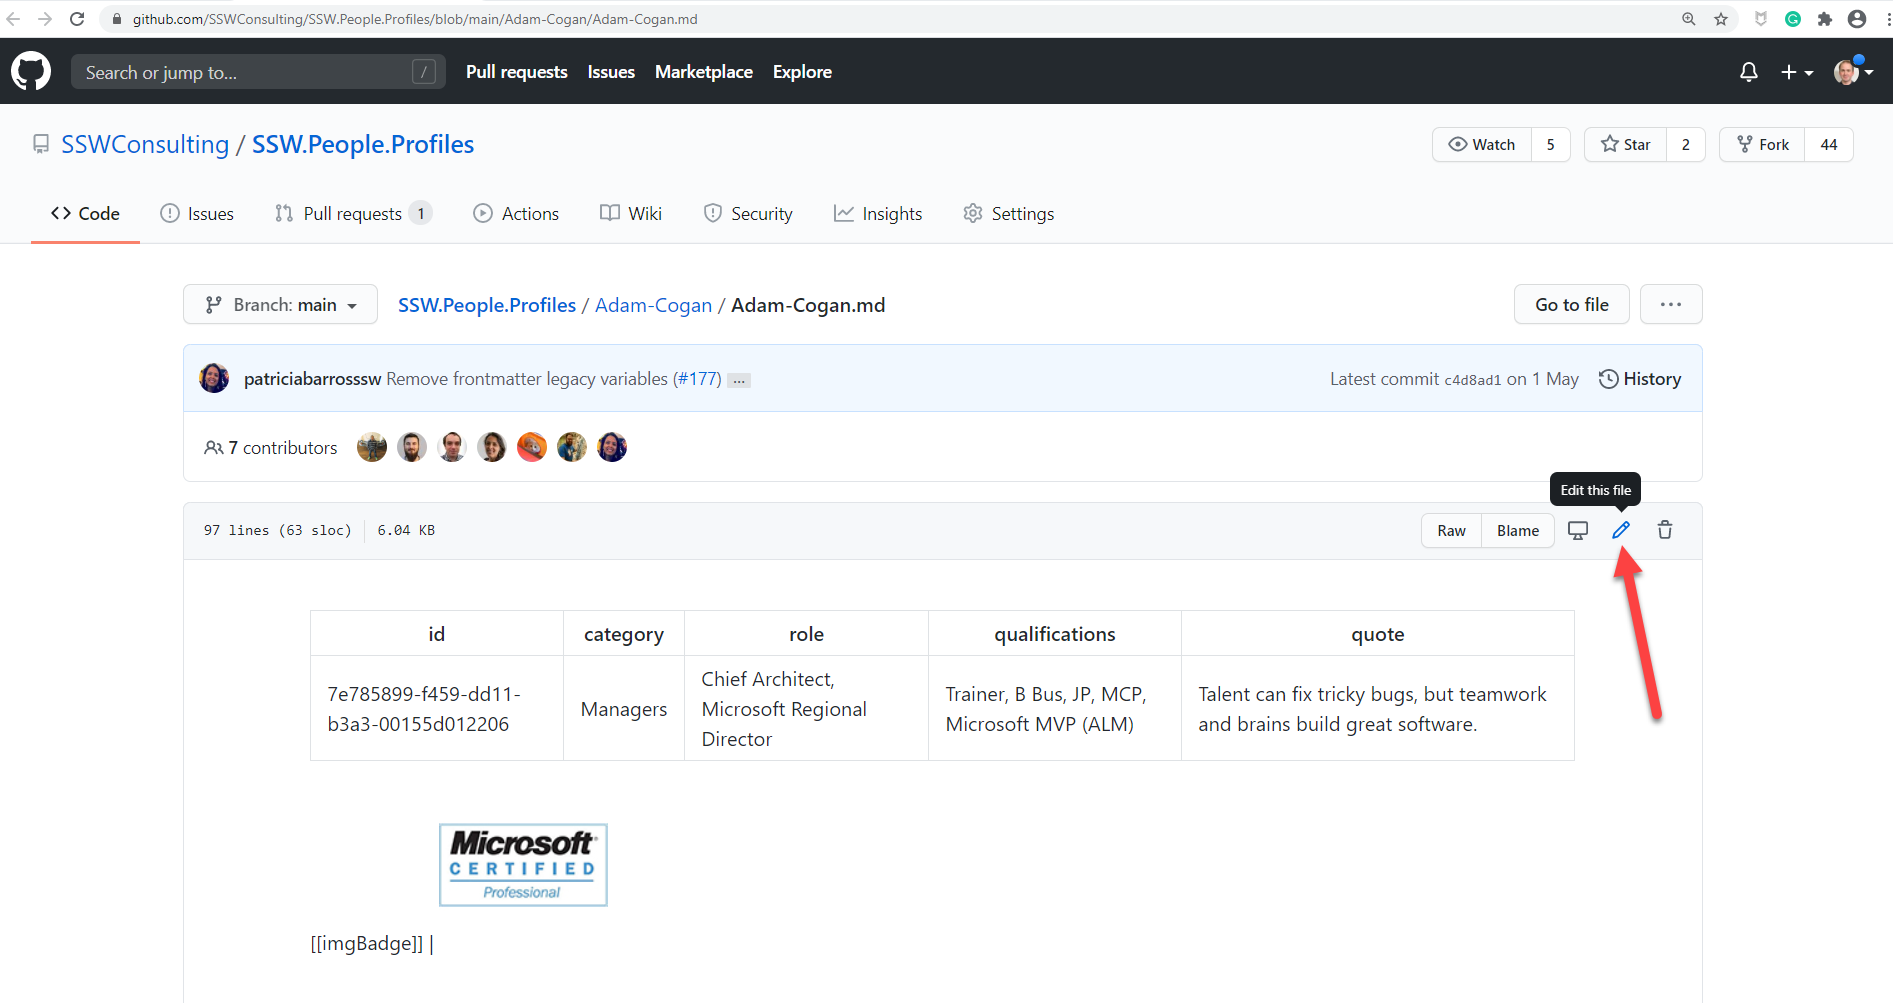 github.com/SSWConsulting/SSW.People.Profiles/blob/main/Adam-Cogan/Adam-Cogan.md
Search or jump to... /
Pull requests Issues Marketplace Explore
SSWConsulting / SSW.People.Profiles
Watch 5 Star 2 Fork 44
Code Issues Pull requests 1 Actions Wiki Security Insights Settings
Branch: main SSW.People.Profiles / Adam-Cogan / Adam-Cogan.md Go to file ...
patriciabarrosssw Remove frontmatter legacy variables (#177) ... Latest commit c4d8ad1 on 1 May History
7 contributors
Edit this file
97 lines (63 sloc) 6.04 KB Raw Blame
id category role qualifications quote
7e785899-f459-dd11-
b3a3-00155d012206
Managers
Chief Architect,
Microsoft Regional
Director
Trainer, B Bus, JP, MCP,
Microsoft MVP (ALM)
Talent can fix tricky bugs, but teamwork
and brains build great software.
Microsoft
CERTIFIED
Professional
[[imgBadge]] |